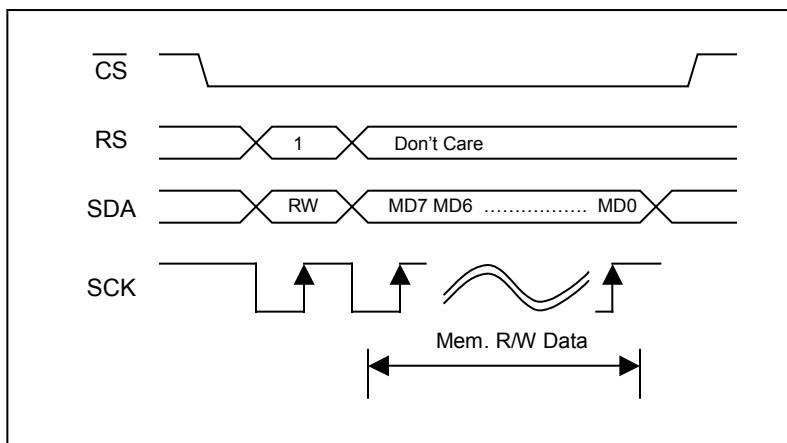 CS
RS 1 Don't Care
SDA RW MD7 MD6 ................. MD0
SCK
Mem. R/W Data